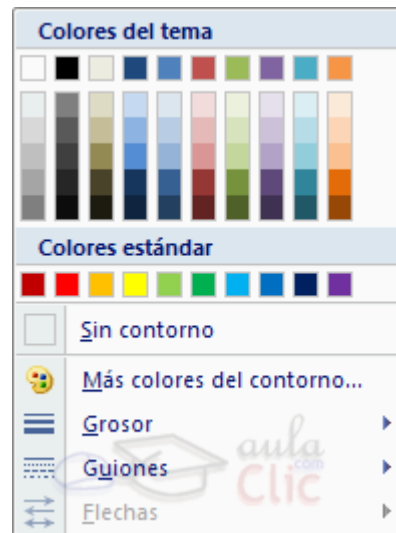 Colores del tema
Colores estándar
Sin contorno
Más colores del contorno...
Grosor
Guiones
Flechas
aula
.com
Clic